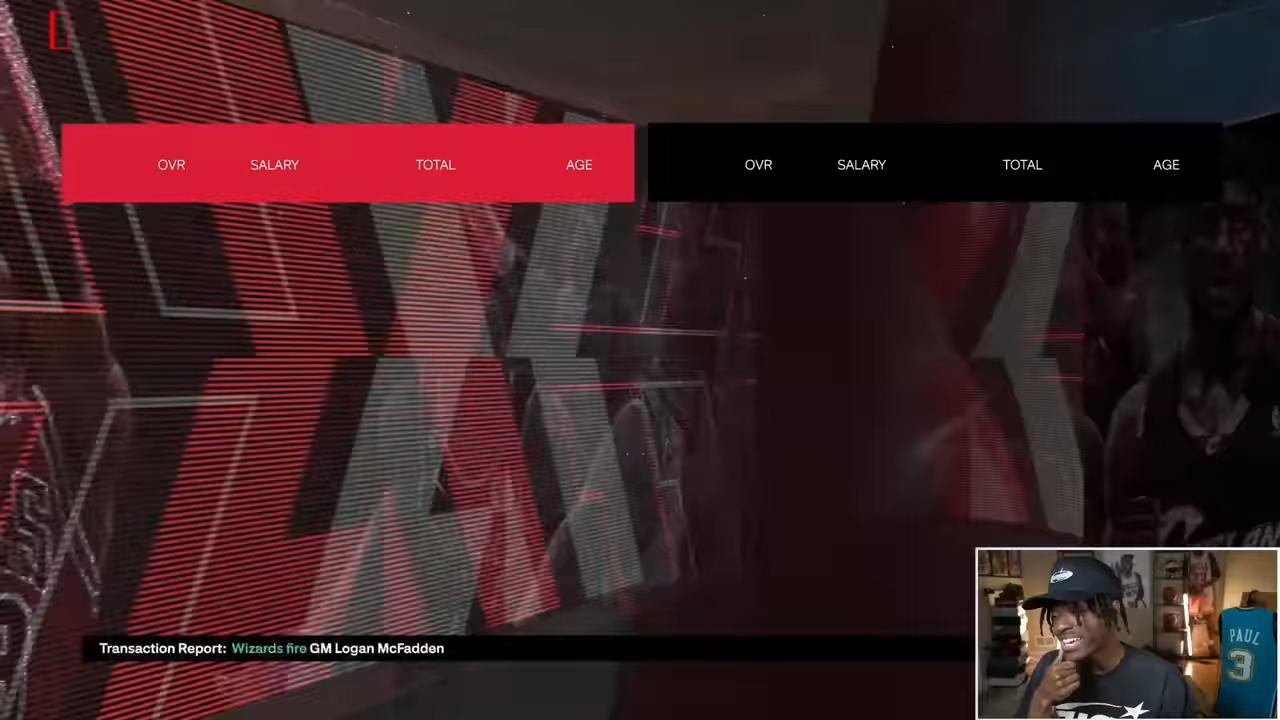 OVR SALARY TOTAL AGE
OVR SALARY TOTAL AGE
Transaction Report: Wizards fire GM Logan McFadden
PAUL
3